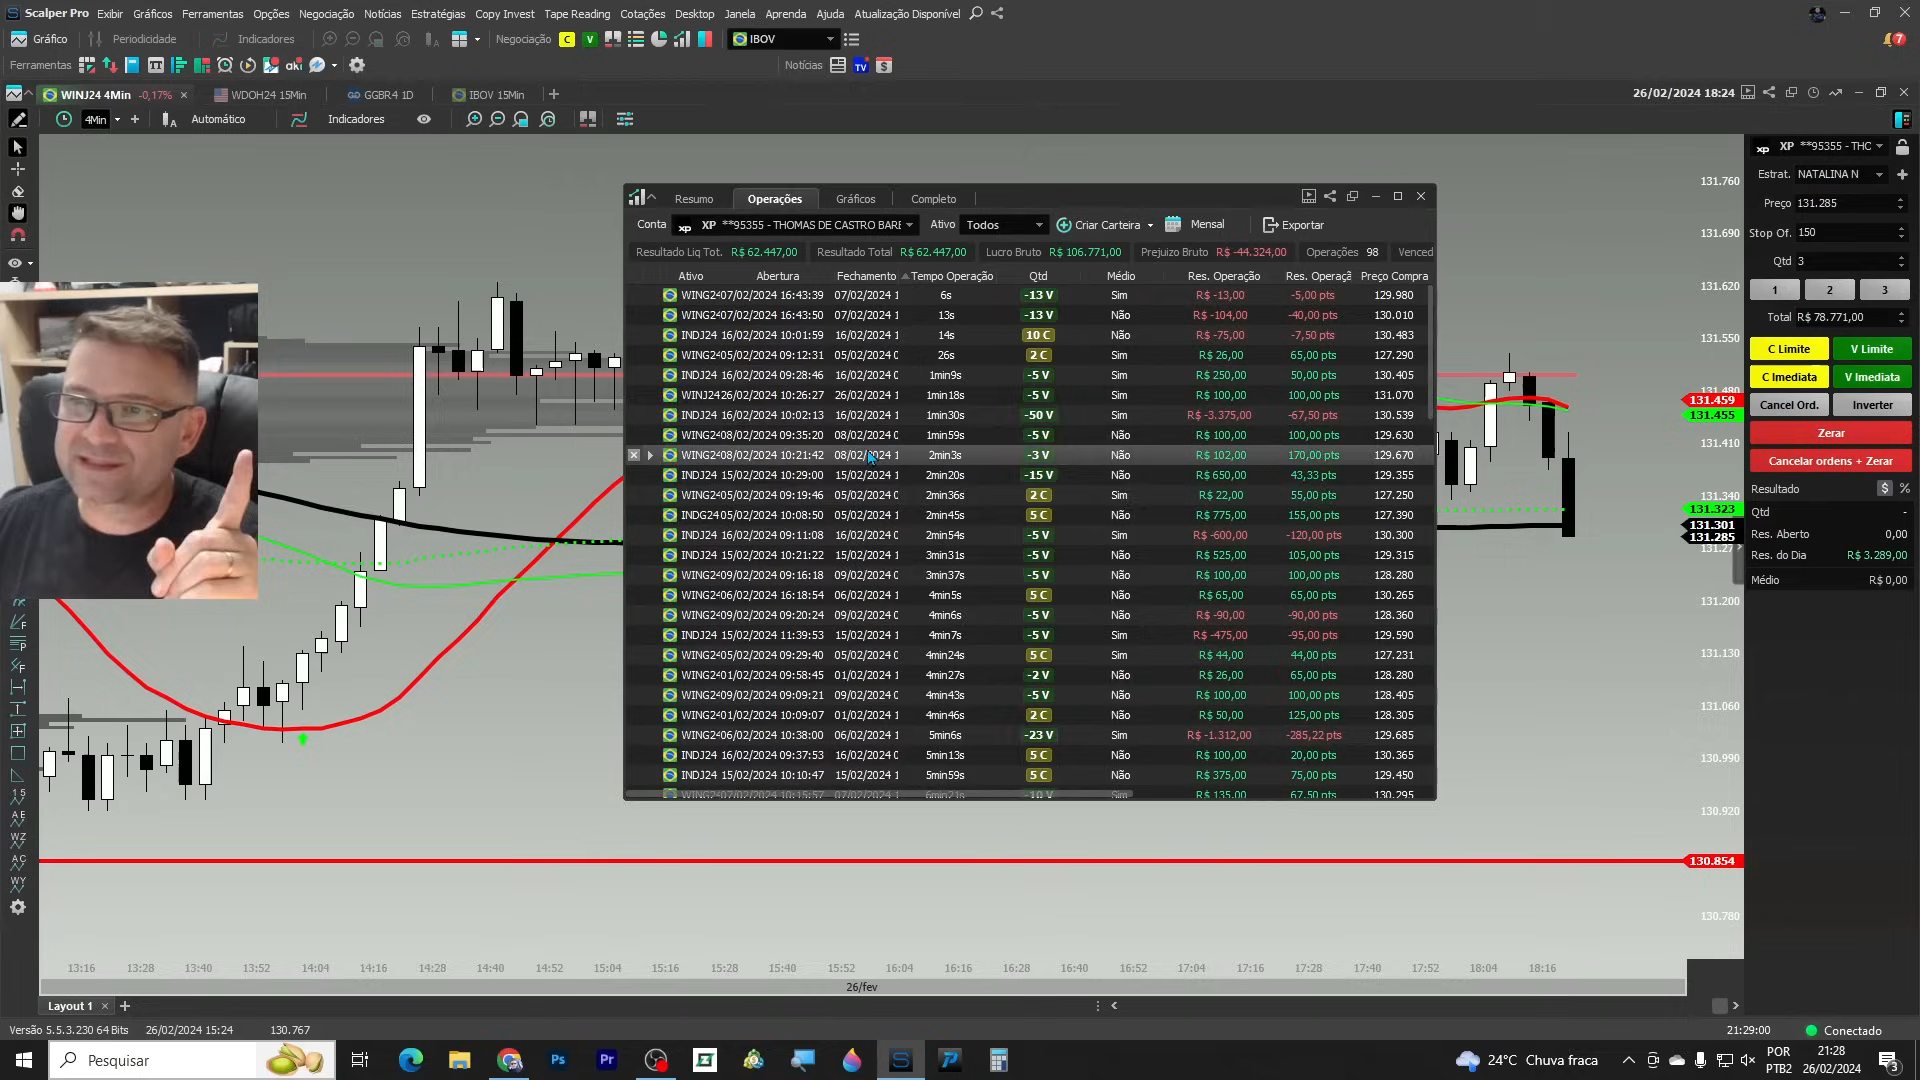 Scalper Pro Exibir Gráficos Ferramentas Opções Negociação Notícias Estratégias Copy Invest Tape Reading Cotações Desktop Janela Aprenda Ajuda Atualização Disponível
Gráfico Periodicidade Indicadores Negociação C V IBOV 7
Ferramentas aki Notícias TV $
WINJ24 4Min -0,17% WDOH24 15Min GGBR4 1D IBOV 15Min 26/02/2024 18:24
4Min Automático Indicadores
XP **95355 - THC
Estrat. NATALINA N
Preço 131.285
Stop Of. 150
Qtd 3
1 2 3
Total R$ 78.771,00
C Limite V Limite
C Imediata V Imediata
Cancel Ord. Inverter
Zerar
Cancelar ordens + Zerar
Resultado $ %
Qtd -
Res. Aberto 0,00
Res. do Dia R$ 3.289,00
Médio R$ 0,00
Resumo Operações Gráficos Completo
Conta XP **95355 - THOMAS DE CASTRO BARE Ativo Todos Criar Carteira Mensal Exportar
Resultado Liq Tot. R$ 62.447,00 Resultado Total R$ 62.447,00 Lucro Bruto R$ 106.771,00 Prejuizo Bruto R$ -44.324,00 Operações 98 Venced
Ativo Abertura Fechamento Tempo Operação Qtd Médio Res. Operação Res. Operaçã Preço Compra
WING24 07/02/2024 16:43:39 07/02/2024 1 6s -13 V Sim R$ -13,00 -5,00 pts 129.980
WING24 07/02/2024 16:43:50 07/02/2024 1 13s -13 V Não R$ -104,00 -40,00 pts 130.010
INDJ24 16/02/2024 10:01:59 16/02/2024 1 14s 10 C Sim R$ -75,00 -7,50 pts 130.483
WING24 05/02/2024 09:12:31 05/02/2024 0 26s 2 C Sim R$ 26,00 65,00 pts 127.290
INDJ24 16/02/2024 09:28:46 16/02/2024 0 1min9s -5 V Sim R$ 250,00 50,00 pts 130.405
WINJ24 26/02/2024 10:26:27 26/02/2024 1 1min18s -5 V Sim R$ 100,00 100,00 pts 131.070
INDJ24 16/02/2024 10:02:13 16/02/2024 1 1min30s -50 V Sim R$ -3.375,00 -67,50 pts 130.539
WING24 08/02/2024 09:35:20 08/02/2024 0 1min59s -5 V Não R$ 100,00 100,00 pts 129.630
WING24 08/02/2024 10:21:42 08/02/2024 1 2min3s -3 V Não R$ 102,00 170,00 pts 129.670
INDJ24 15/02/2024 10:29:00 15/02/2024 1 2min20s -15 V Não R$ 650,00 43,33 pts 129.355
WING24 05/02/2024 09:19:46 05/02/2024 0 2min36s 2 C Sim R$ 22,00 55,00 pts 127.250
INDG24 05/02/2024 10:08:50 05/02/2024 1 2min45s 5 C Não R$ 775,00 155,00 pts 127.390
INDJ24 16/02/2024 09:11:08 16/02/2024 0 2min54s -5 V Sim R$ -600,00 -120,00 pts 130.300
INDJ24 15/02/2024 10:21:22 15/02/2024 1 3min31s -5 V Não R$ 525,00 105,00 pts 129.315
WING24 09/02/2024 09:16:18 09/02/2024 0 3min37s -5 V Não R$ 100,00 100,00 pts 128.280
WING24 06/02/2024 16:18:54 06/02/2024 1 4min5s 5 C Não R$ 65,00 65,00 pts 130.265
WING24 09/02/2024 09:20:24 09/02/2024 0 4min6s -5 V Não R$ -90,00 -90,00 pts 128.360
INDJ24 15/02/2024 11:39:53 15/02/2024 1 4min7s -5 V Sim R$ -475,00 -95,00 pts 129.590
WING24 05/02/2024 09:29:40 05/02/2024 0 4min24s 5 C Sim R$ 44,00 44,00 pts 127.231
WING24 01/02/2024 09:58:45 01/02/2024 1 4min27s -2 V Não R$ 26,00 65,00 pts 128.280
WING24 09/02/2024 09:09:21 09/02/2024 0 4min43s -5 V Não R$ 100,00 100,00 pts 128.405
WING24 01/02/2024 10:09:07 01/02/2024 1 4min46s 2 C Não R$ 50,00 125,00 pts 128.305
WING24 06/02/2024 10:38:00 06/02/2024 1 5min6s -23 V Sim R$ -1.312,00 -285,22 pts 129.685
INDJ24 16/02/2024 09:37:53 16/02/2024 0 5min13s 5 C Não R$ 100,00 20,00 pts 130.365
INDJ24 15/02/2024 10:10:47 15/02/2024 1 5min59s 5 C Não R$ 375,00 75,00 pts 129.450
WING24 07/02/2024 10:15:57 07/02/2024 1 6min21s -10 V Sim R$ 135,00 67,50 pts 130.295
131.760
131.690
131.620
131.550
131.480
131.459
131.455
131.410
131.340
131.323
131.301
131.285
131.200
131.130
131.060
130.990
130.920
130.854
130.780
13:16 13:28 13:40 13:52 14:04 14:16 14:28 14:40 14:52 15:04 15:16 15:28 15:40 15:52 16:04 16:16 16:28 16:40 16:52 17:04 17:16 17:28 17:40 17:52 18:04 18:16
26/fev
Layout 1
Versão 5.5.3.230 64 Bits 26/02/2024 15:24 130.767 21:29:00 Conectado
Pesquisar Ps Pr 24°C Chuva fraca POR PTB2 21:28 26/02/2024 3